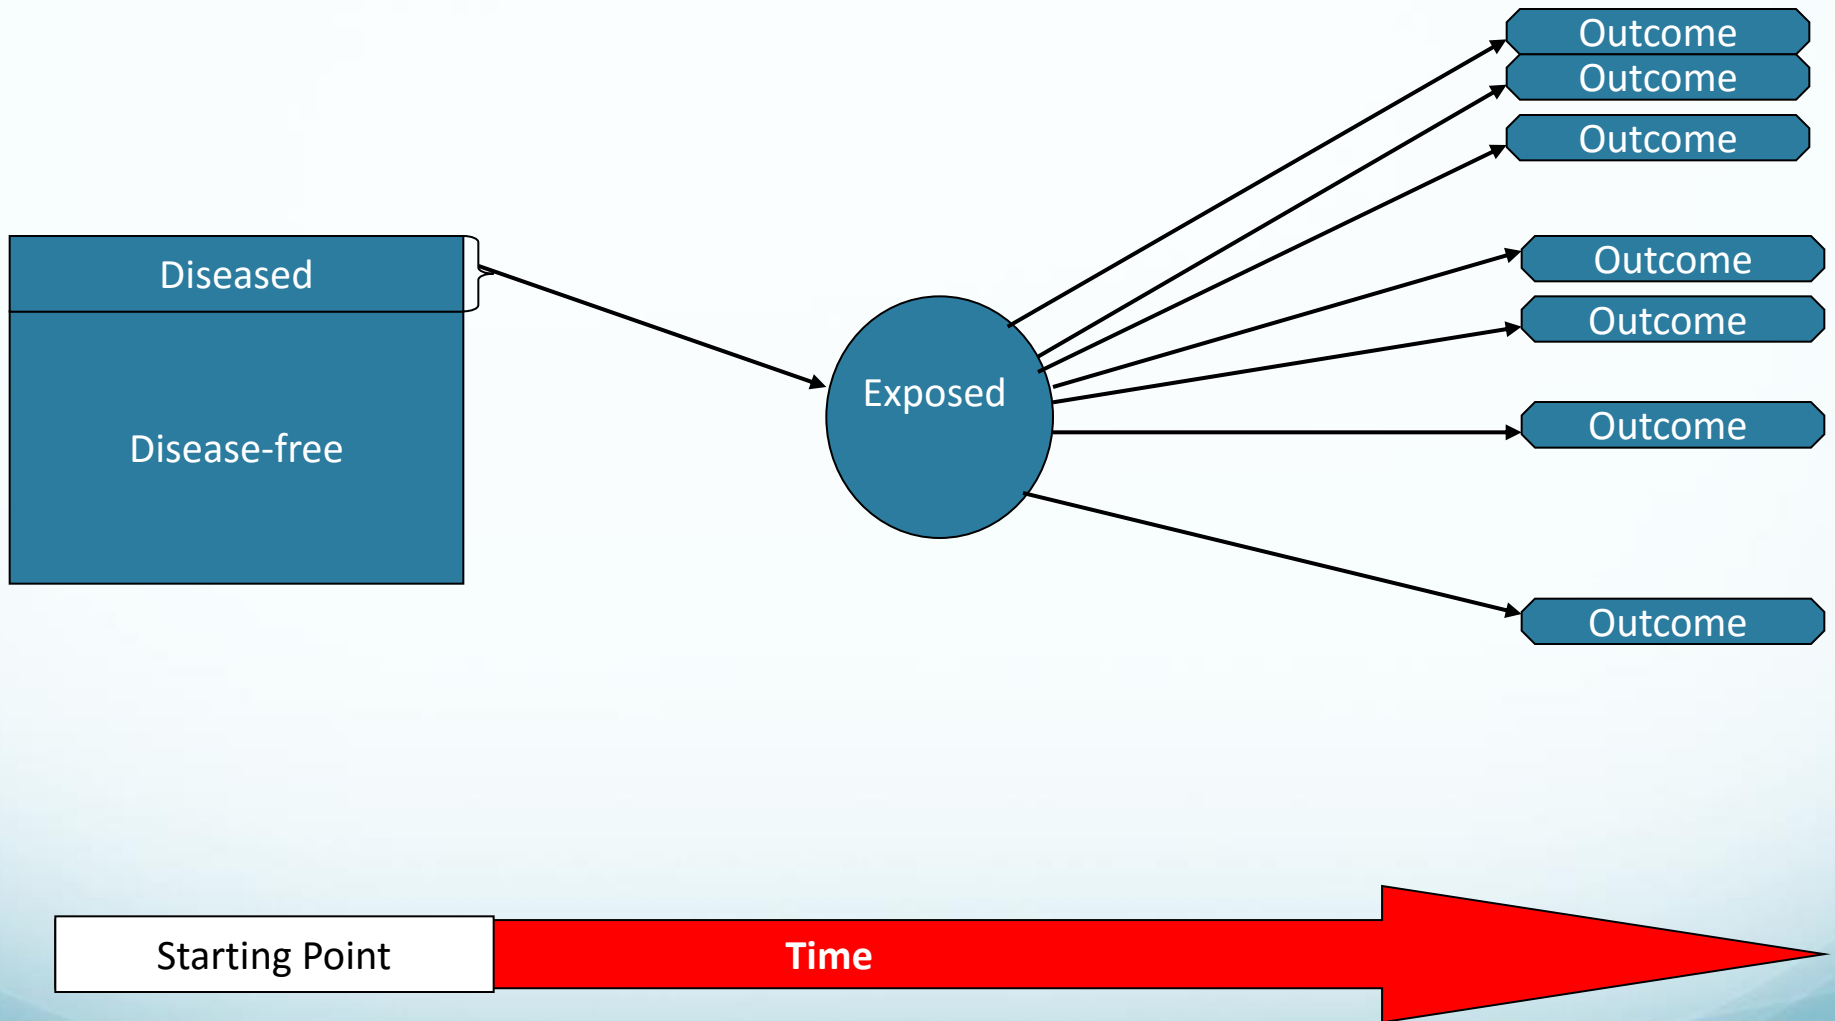 Outcome
Outcome
Outcome
Diseased
Outcome
Outcome
Exposed
Outcome
Disease-free
Outcome
Starting Point
Time